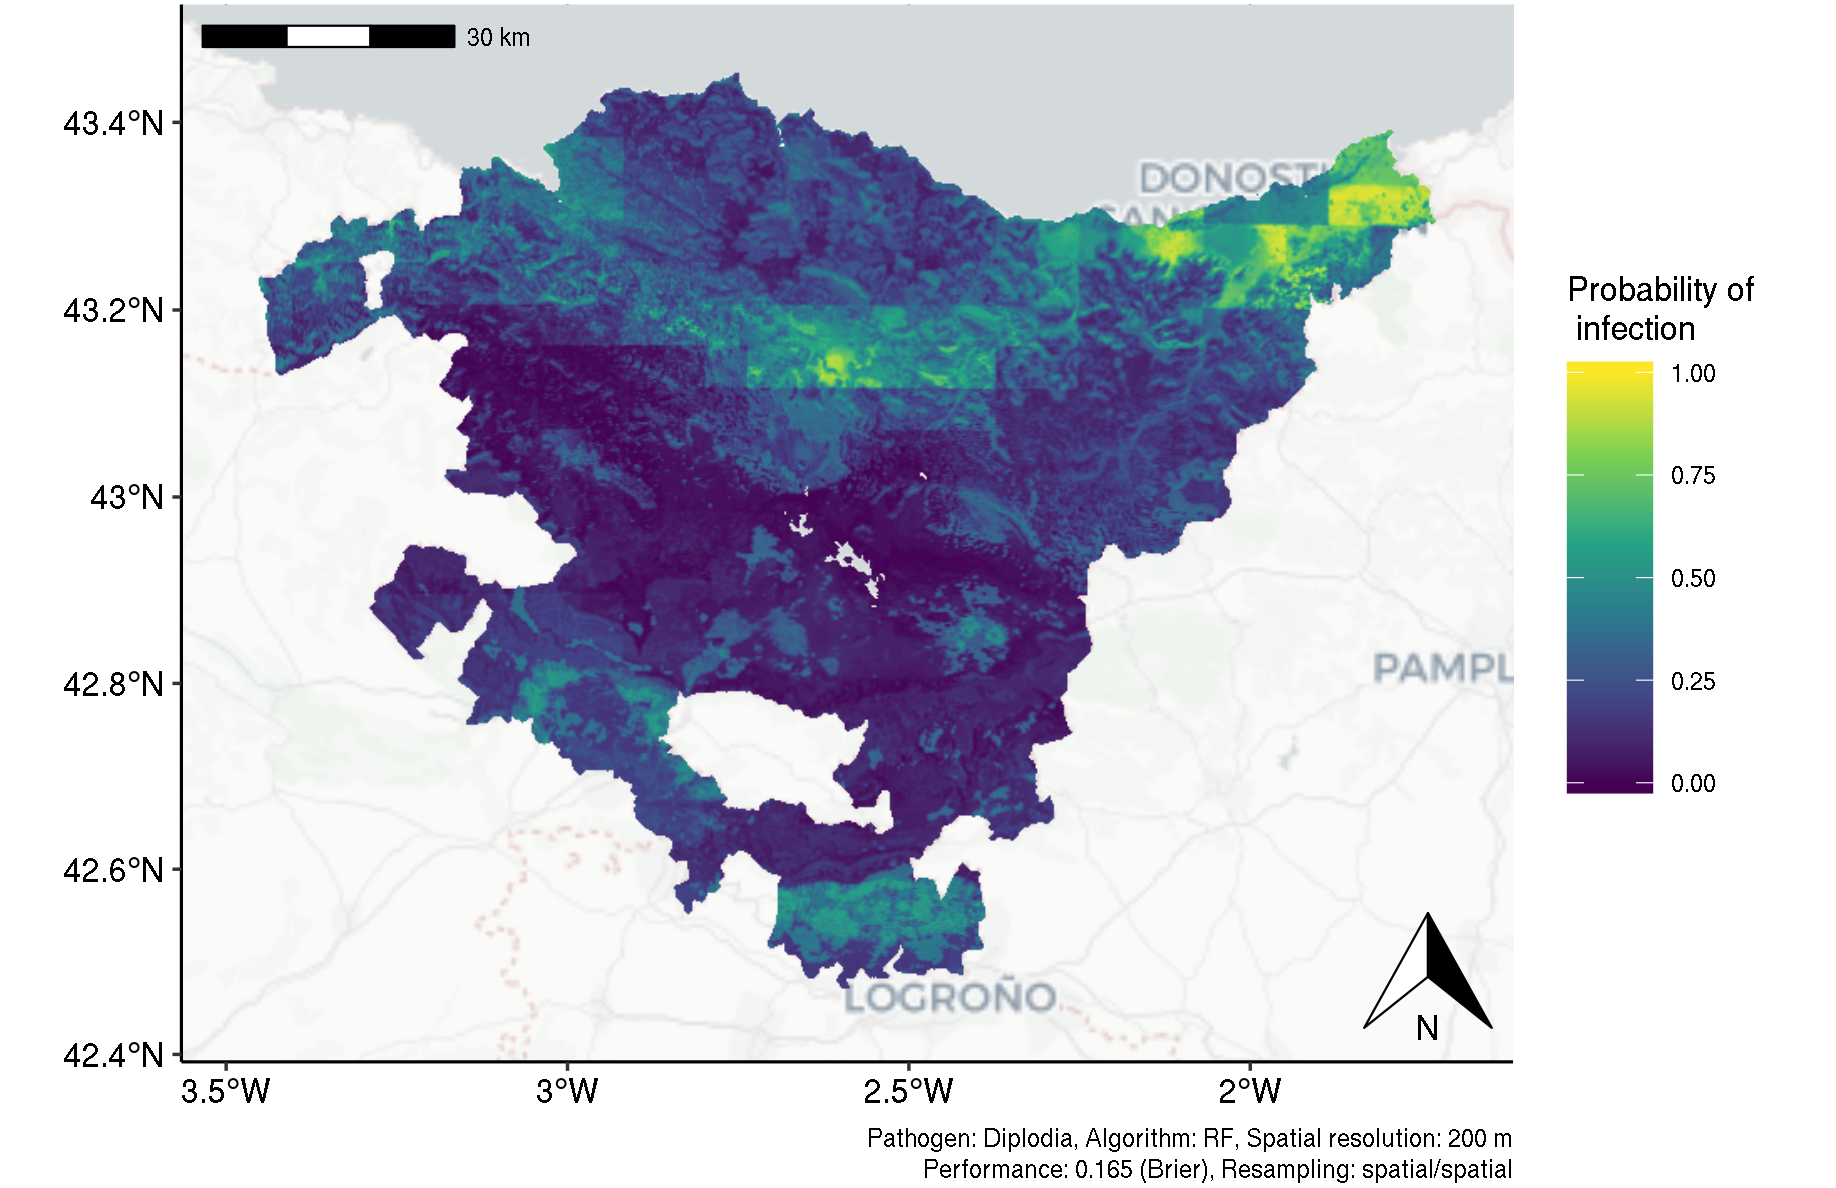 30 km
43.4°N
43.2°N
43°N
42.8°N
42.6°N
42.4°N
3.5°W
3°W
2.5°W
2°W
DONOSTI
SAN
PAMPL
LOGROÑO
N
Probability of
infection
1.00
0.75
0.50
0.25
0.00
Pathogen: Diplodia, Algorithm: RF, Spatial resolution: 200 m
Performance: 0.165 (Brier), Resampling: spatial/spatial